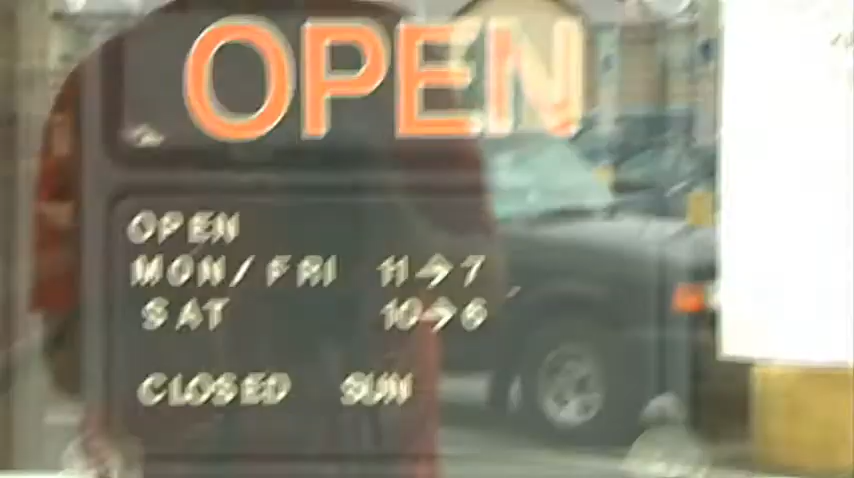 OPEN
OPEN
MON/FRI 11→7
SAT 10→6
CLOSED SUN